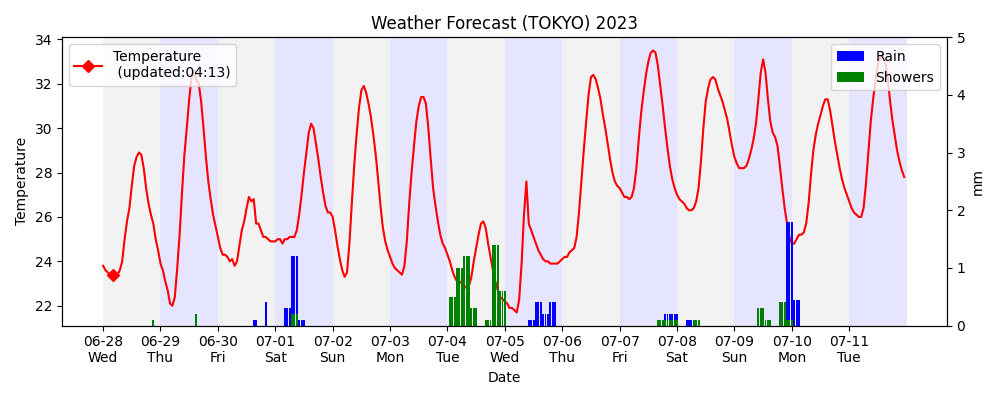 Weather Forecast (TOKYO) 2023
Temperature
(updated:04:13)
Rain
Showers
Temperature
34
32
30
28
26
24
22
5
4
3
2
1
0
mm
06-28 06-29 06-30 07-01 07-02 07-03 07-04 07-05 07-06 07-07 07-08 07-09 07-10 07-11
Wed Thu Fri Sat Sun Mon Tue Wed Thu Fri Sat Sun Mon Tue
Date